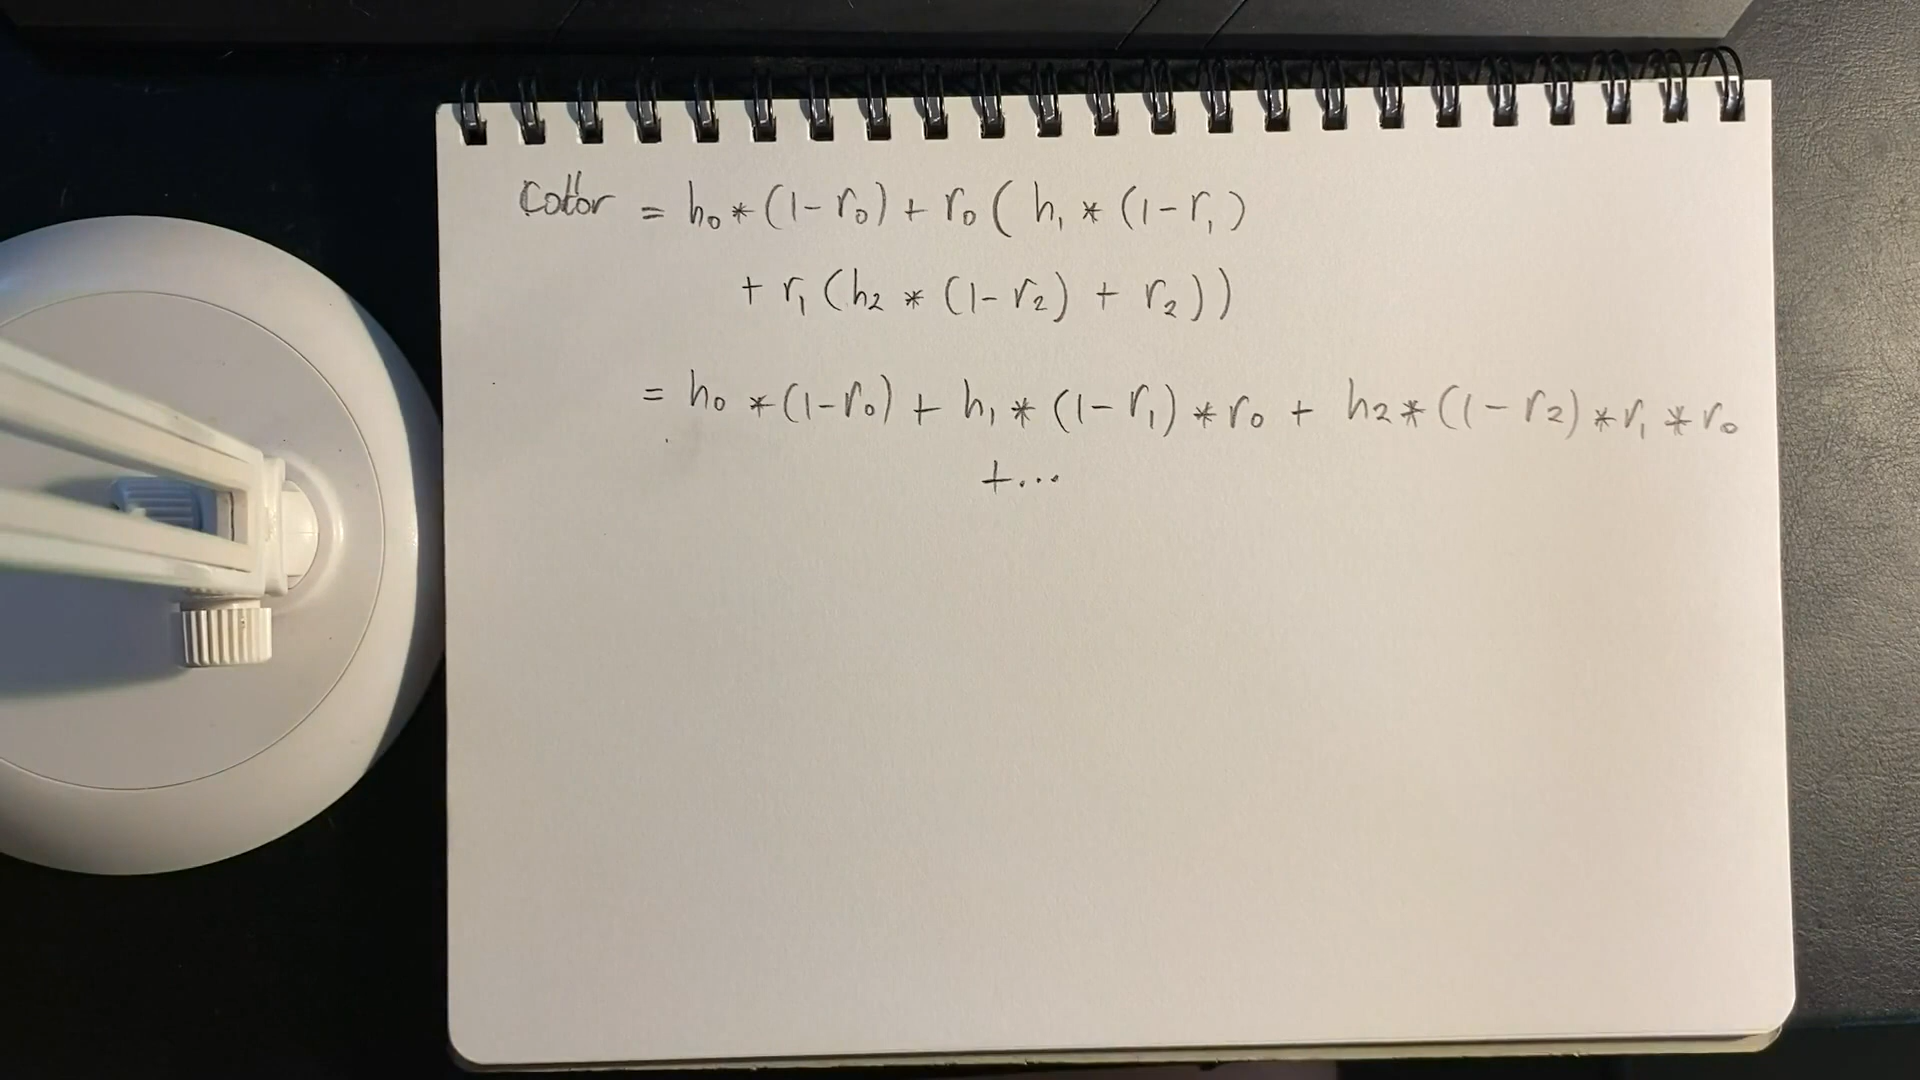 Color = h₀ * (1 - r₀) + r₀ ( h₁ * (1 - r₁)
+ r₁ (h₂ * (1 - r₂) + r₂))
= h₀ * (1 - r₀) + h₁ * (1 - r₁) * r₀ + h₂ * (1 - r₂) * r₁ * r₀
+...